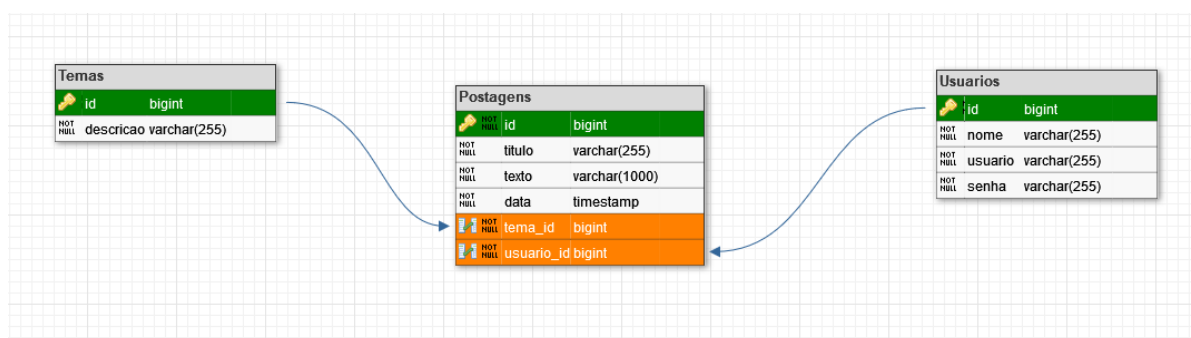 Temas
id bigint
NOT NULL descricao varchar(255)
Postagens
NOT NULL id bigint
NOT NULL titulo varchar(255)
NOT NULL texto varchar(1000)
NOT NULL data timestamp
NOT NULL tema_id bigint
NOT NULL usuario_id bigint
Usuarios
id bigint
NOT NULL nome varchar(255)
NOT NULL usuario varchar(255)
NOT NULL senha varchar(255)